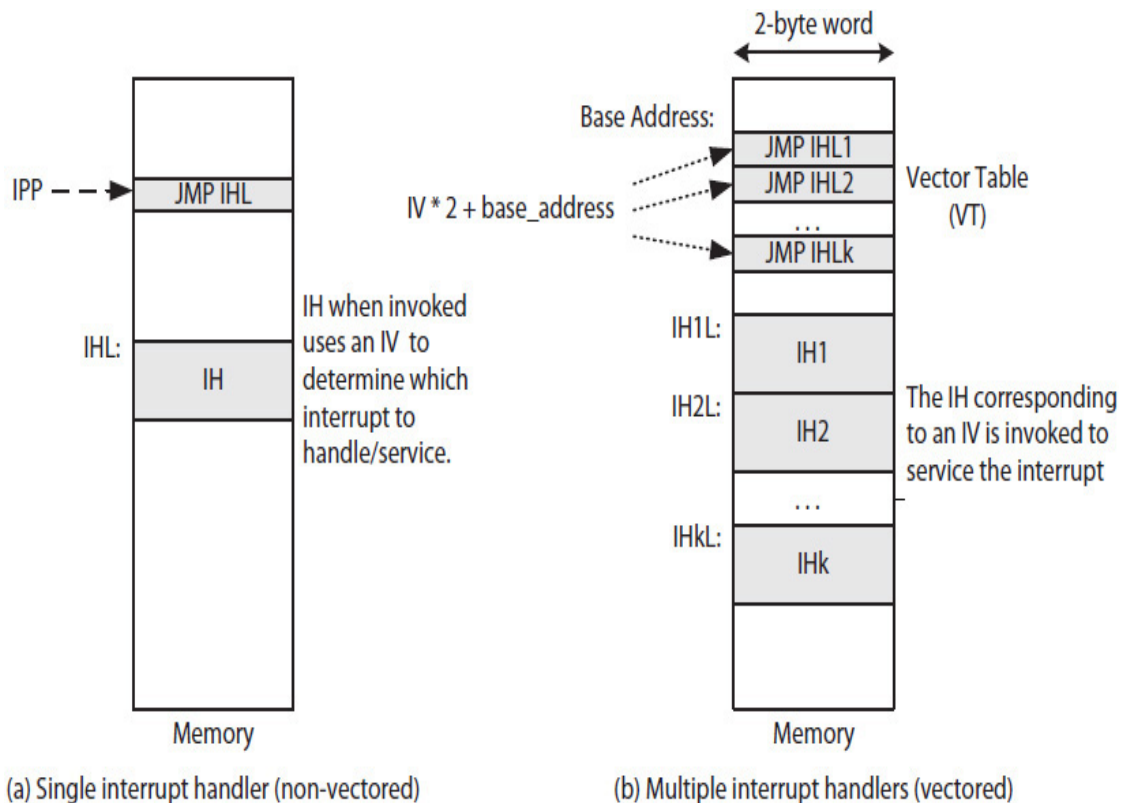 IPP
JMP IHL
IHL:
IH
IH when invoked
uses an IV to
determine which
interrupt to
handle/service.
Memory
(a) Single interrupt handler (non-vectored)
2-byte word
Base Address:
JMP IHL1
JMP IHL2
...
JMP IHLk
IV * 2 + base_address
Vector Table
(VT)
IH1L:
IH1
IH2L:
IH2
...
IHkL:
IHk
The IH corresponding
to an IV is invoked to
service the interrupt
Memory
(b) Multiple interrupt handlers (vectored)